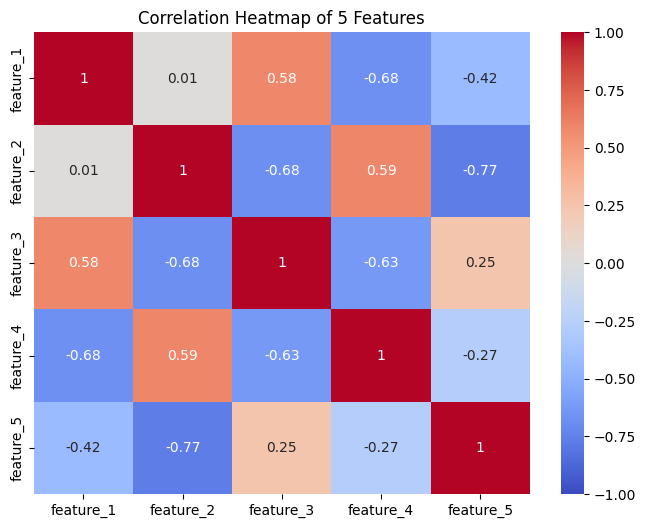 Correlation Heatmap of 5 Features
feature_1 1 0.01 0.58 -0.68 -0.42
feature_2 0.01 1 -0.68 0.59 -0.77
feature_3 0.58 -0.68 1 -0.63 0.25
feature_4 -0.68 0.59 -0.63 1 -0.27
feature_5 -0.42 -0.77 0.25 -0.27 1
feature_1 feature_2 feature_3 feature_4 feature_5
1.00
0.75
0.50
0.25
0.00
−0.25
−0.50
−0.75
−1.00